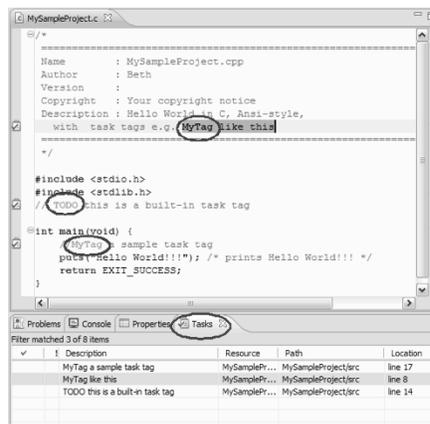 MySampleProject.c
/*
============================================================
Name : MySampleProject.cpp
Author : Beth
Version :
Copyright : Your copyright notice
Description : Hello World in C, Ansi-style,
with task tags e.g. MyTag like this
============================================================
*/
#include <stdio.h>
#include <stdlib.h>
// TODO this is a built-in task tag
int main(void) {
/MyTag a sample task tag
puts("Hello World!!!"); /* prints Hello World!!! */
return EXIT_SUCCESS;
}
Problems Console Properties Tasks
Filter matched 3 of 8 items
! Description Resource Path Location
MyTag a sample task tag MySamplePr... MySampleProject/src line 17
MyTag like this MySamplePr... MySampleProject/src line 8
TODO this is a built-in task tag MySamplePr... MySampleProject/src line 14